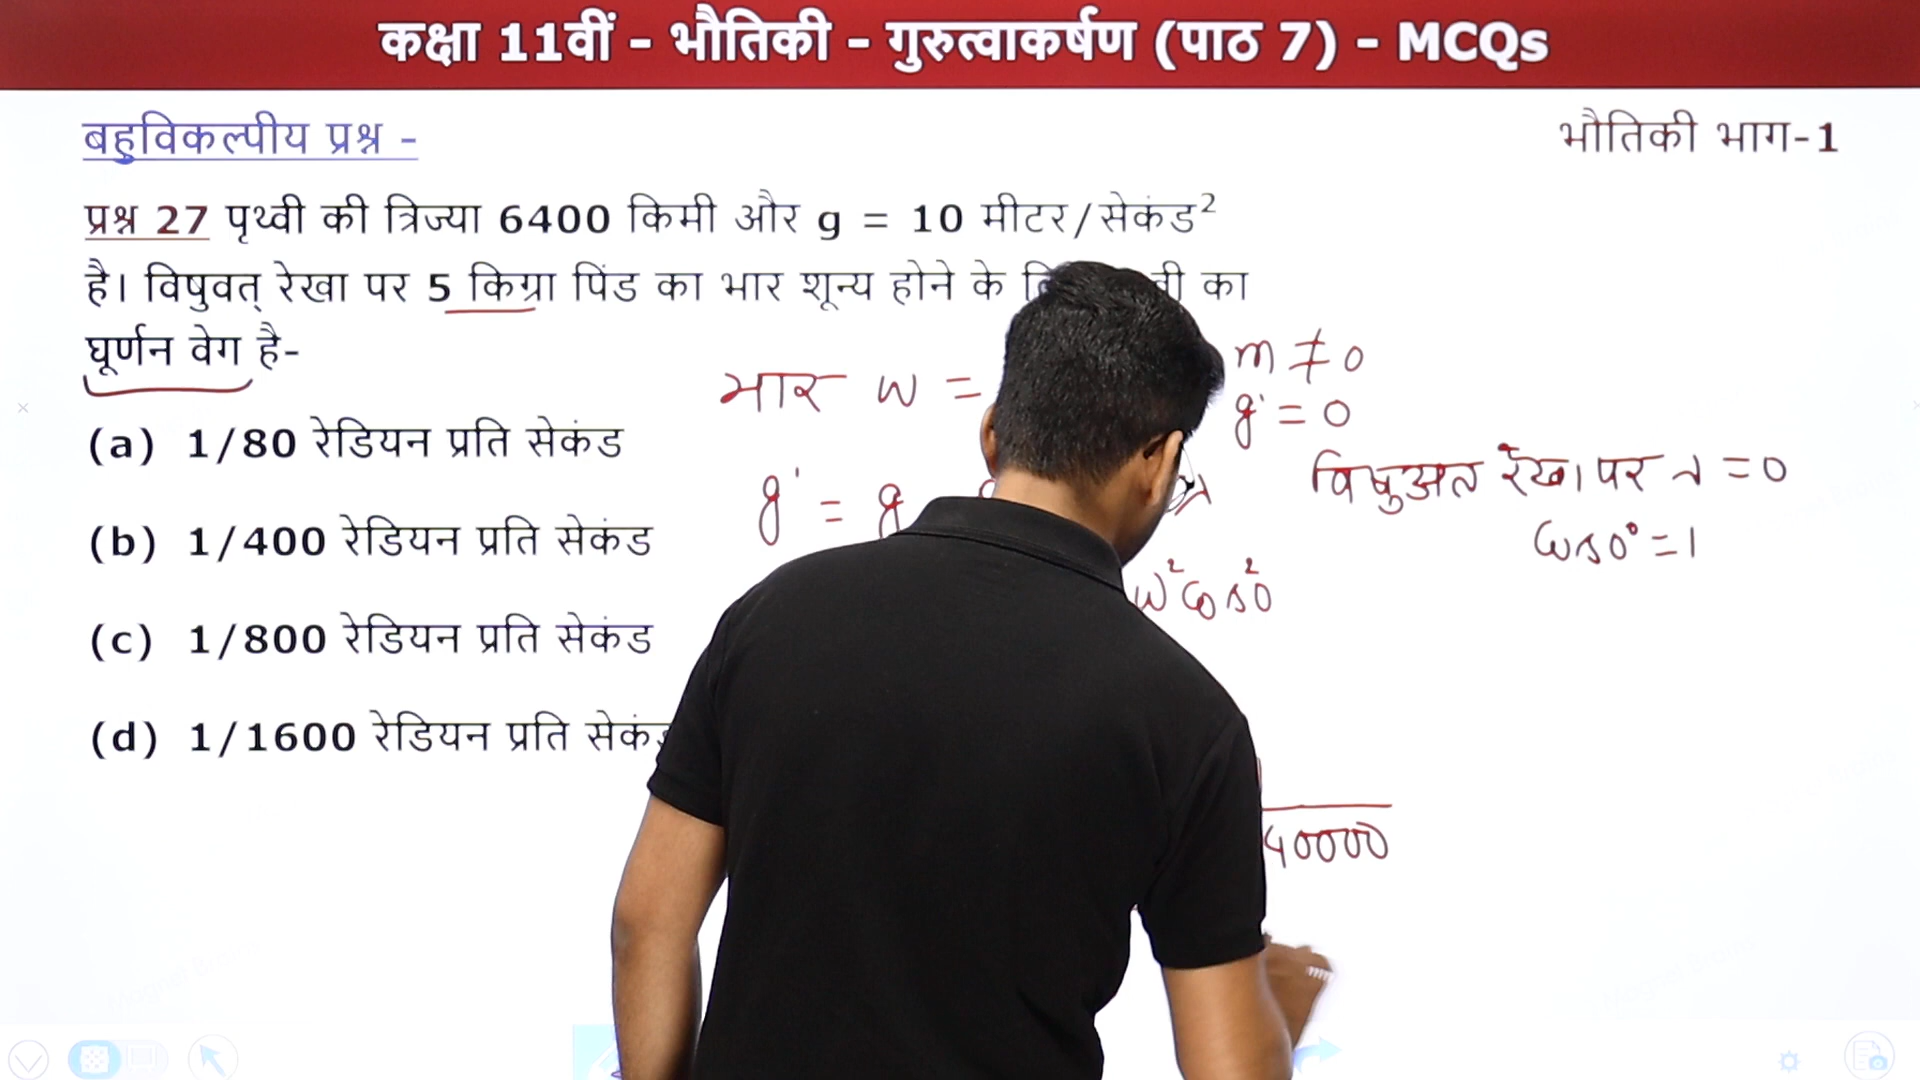 कक्षा 11वीं - भौतिकी - गुरुत्वाकर्षण (पाठ 7) - MCQs
बहुविकल्पीय प्रश्न -
भौतिकी भाग-1
प्रश्न 27 पृथ्वी की त्रिज्या 6400 किमी और g = 10 मीटर/सेकंड²
है। विषुवत् रेखा पर 5 किग्रा पिंड का भार शून्य होने के का
घूर्णन वेग है-
(a) 1/80 रेडियन प्रति सेकंड
(b) 1/400 रेडियन प्रति सेकंड
(c) 1/800 रेडियन प्रति सेकंड
(d) 1/1600 रेडियन प्रति
भार w =
m ≠ 0
g' = 0
g' = g
विषुअत रेखा पर λ = 0
cos0° = 1
w²cos²0
40000